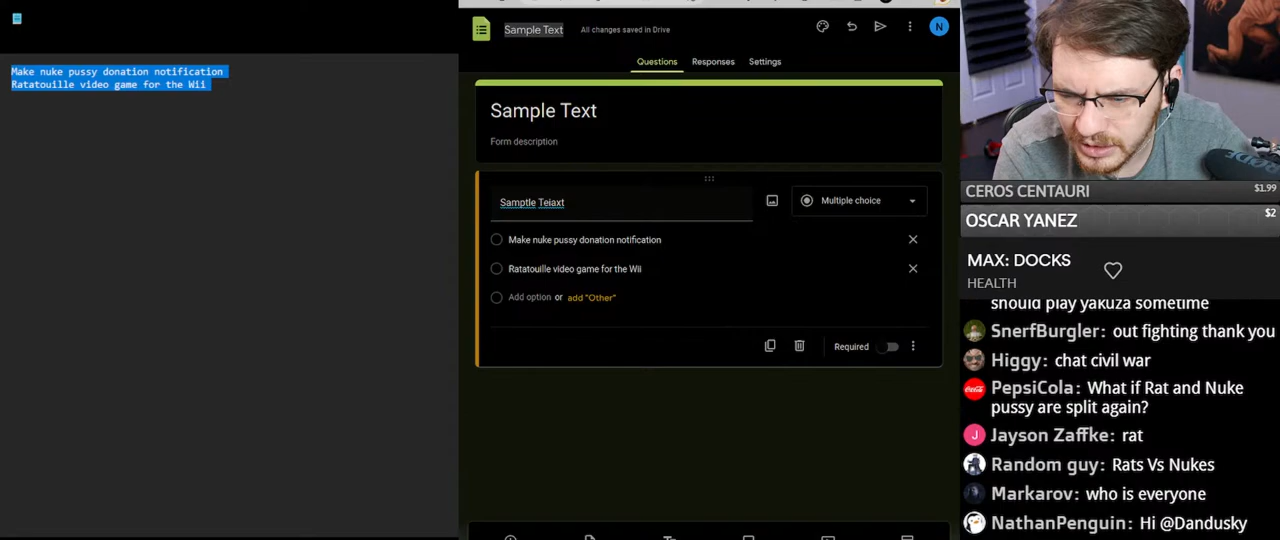 Make nuke pussy donation notification
Ratatouille video game for the Wii
Sample Text
All changes saved in Drive
N
Questions
Responses
Settings
Sample Text
Form description
Samptle Teiaxt
Multiple choice
Make nuke pussy donation notification
Ratatouille video game for the Wii
Add option or add "Other"
Required
RODE
CEROS CENTAURI $1.99
OSCAR YANEZ $2
MAX: DOCKS
HEALTH
should play yakuza sometime
SnerfBurgler: out fighting thank you
Higgy: chat civil war
PepsiCola: What if Rat and Nuke
pussy are split again?
J Jayson Zaffke: rat
Random guy: Rats Vs Nukes
Markarov: who is everyone
NathanPenguin: Hi @Dandusky